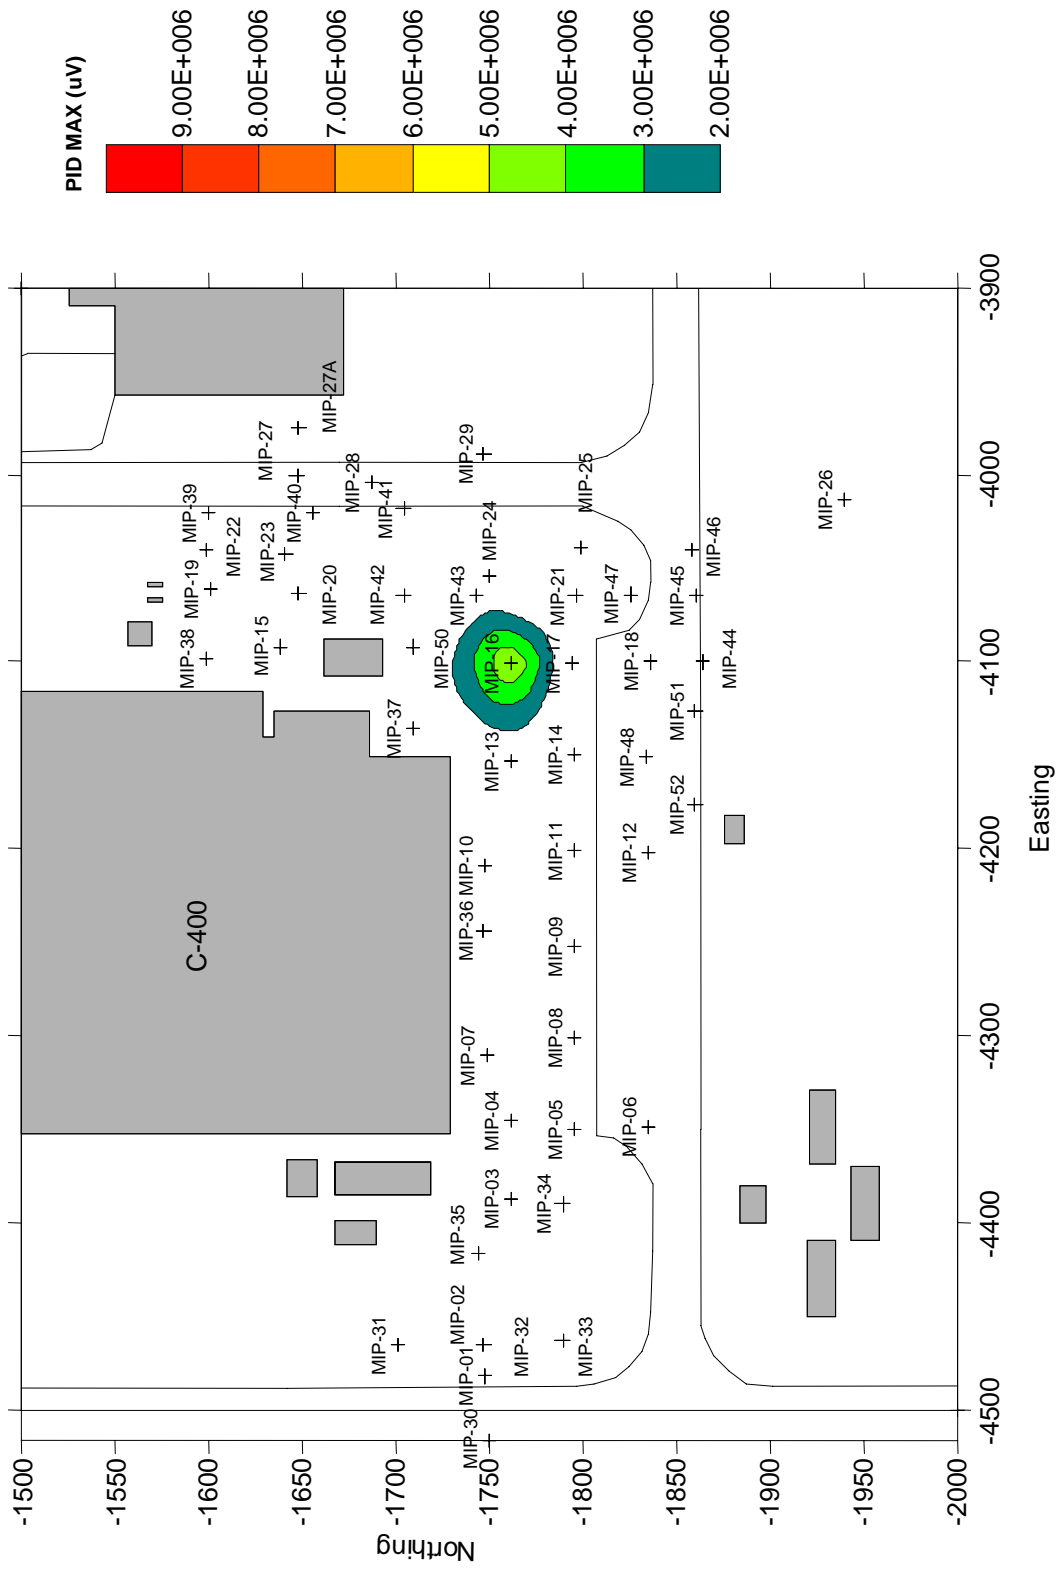 PID MAX (uV)
9.00E+006
8.00E+006
7.00E+006
6.00E+006
5.00E+006
4.00E+006
3.00E+006
2.00E+006
-1500
-1550
-1600
-1650
-1700
-1750
-1800
-1850
-1900
-1950
-2000
Northing
-4500
-4400
-4300
-4200
-4100
-4000
-3900
Easting
C-400
MIP-38
MIP-19
MIP-39
MIP-22
MIP-15
MIP-23
MIP-27
MIP-40
MIP-20
MIP-27A
MIP-28
MIP-42
MIP-41
MIP-37
MIP-31
MIP-50
MIP-43
MIP-29
MIP-24
MIP-35
MIP-02
MIP-01
MIP-30
MIP-07
MIP-36
MIP-10
MIP-03
MIP-04
MIP-13
MIP-16
MIP-32
MIP-34
MIP-33
MIP-05
MIP-08
MIP-09
MIP-11
MIP-14
MIP-17
MIP-21
MIP-25
MIP-06
MIP-12
MIP-48
MIP-18
MIP-47
MIP-52
MIP-51
MIP-45
MIP-44
MIP-46
MIP-26